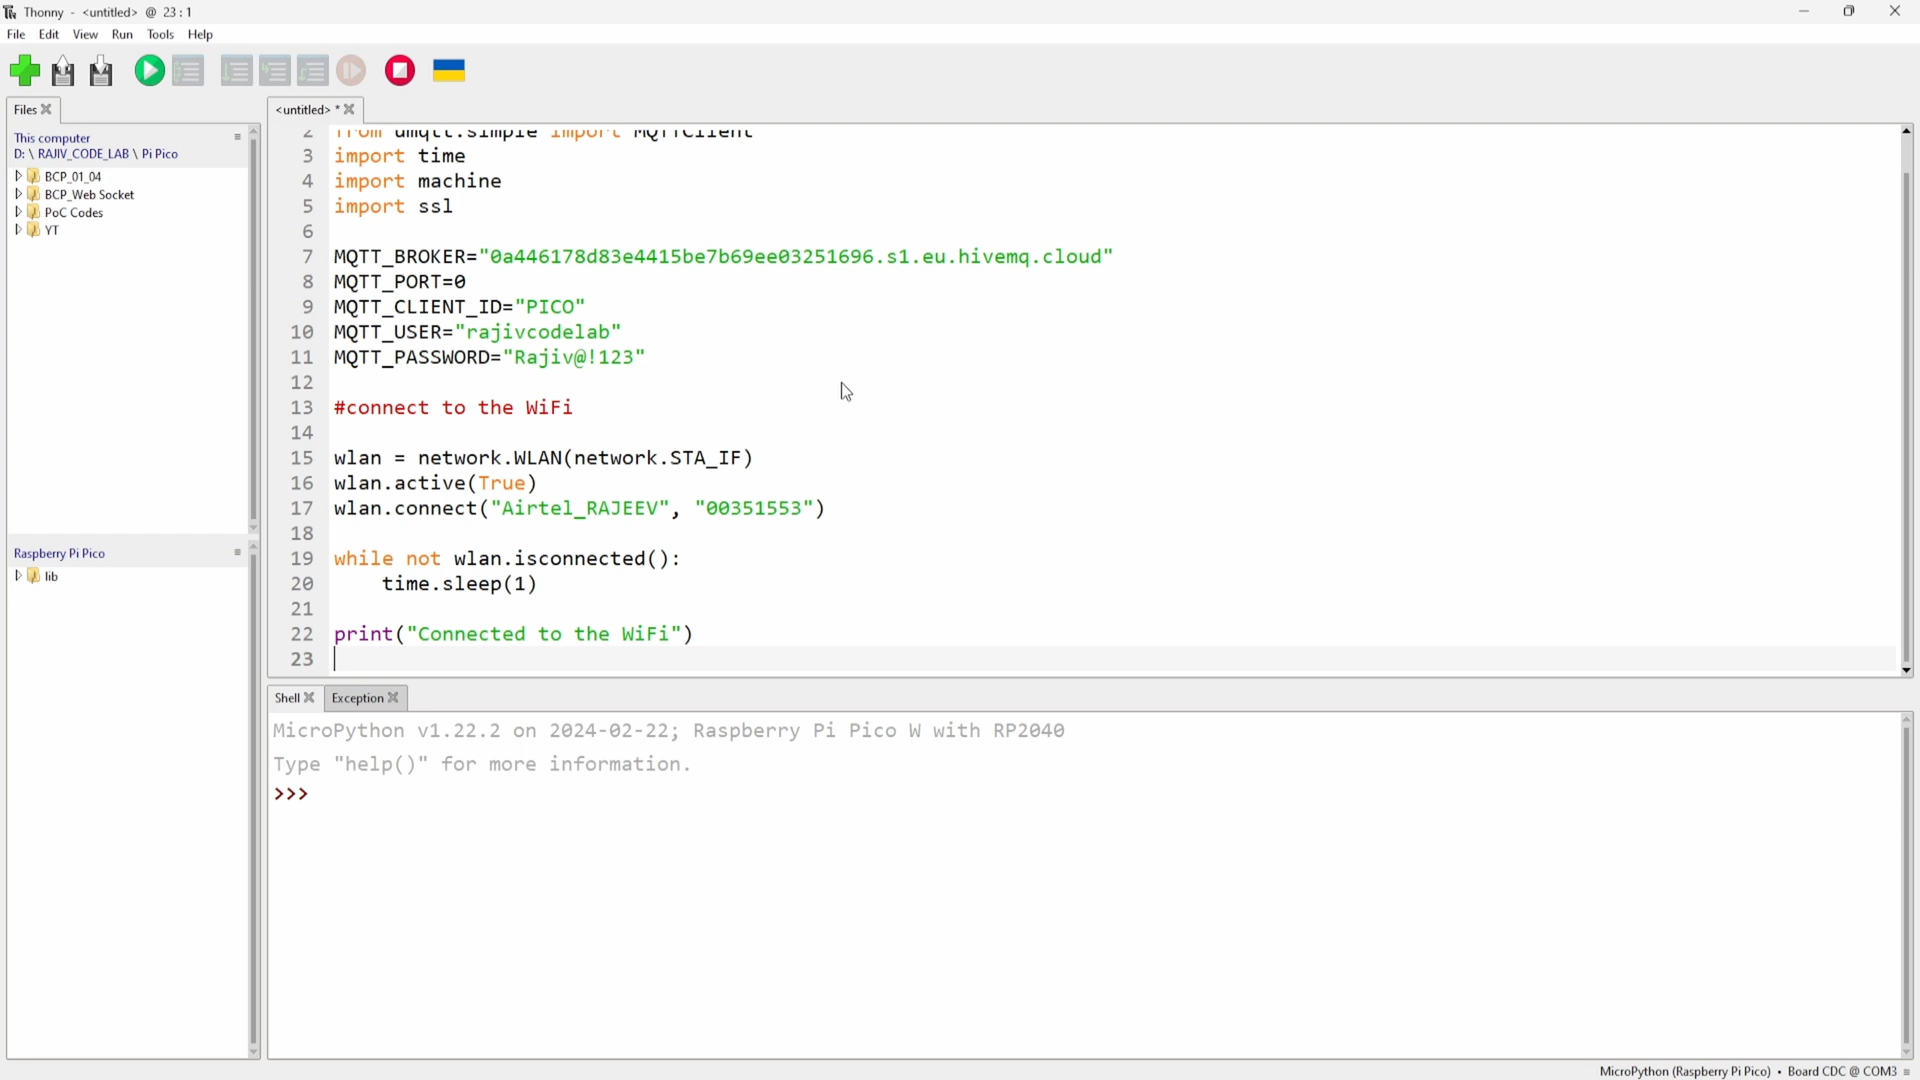 Thonny - <untitled> @ 23:1
File Edit View Run Tools Help
Files
This computer
D: \ RAJIV_CODE_LAB \ Pi Pico
BCP_01_04
BCP_Web Socket
PoC Codes
YT
Raspberry Pi Pico
lib
<untitled> *
2 from umqtt.simple import MQTTClient
3 import time
4 import machine
5 import ssl
6
7 MQTT_BROKER="0a446178d83e4415be7b69ee03251696.s1.eu.hivemq.cloud"
8 MQTT_PORT=0
9 MQTT_CLIENT_ID="PICO"
10 MQTT_USER="rajivcodelab"
11 MQTT_PASSWORD="Rajiv@!123"
12
13 #connect to the WiFi
14
15 wlan = network.WLAN(network.STA_IF)
16 wlan.active(True)
17 wlan.connect("Airtel_RAJEEV", "00351553")
18
19 while not wlan.isconnected():
20 time.sleep(1)
21
22 print("Connected to the WiFi")
23
Shell Exception
MicroPython v1.22.2 on 2024-02-22; Raspberry Pi Pico W with RP2040
Type "help()" for more information.
>>>
MicroPython (Raspberry Pi Pico) • Board CDC @ COM3